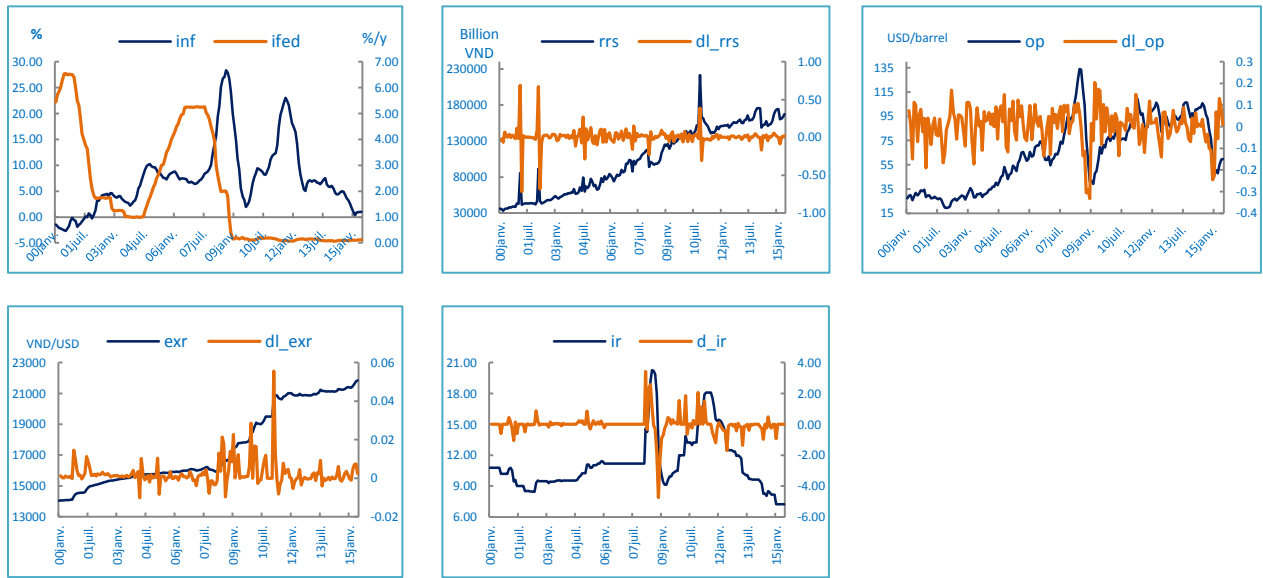 % inf ifed %/y
30.00 7.00
25.00 6.00
20.00 5.00
15.00 4.00
10.00 3.00
5.00 2.00
0.00 1.00
-5.00 0.00
00janv. 01juil. 03janv. 04juil. 06janv. 07juil. 09janv. 10juil. 12janv. 13juil. 15janv.
Billion
VND
rrs dl_rrs
230000 1.00
180000 0.50
130000 0.00
80000 -0.50
30000 -1.00
00janv. 01juil. 03janv. 04juil. 06janv. 07juil. 09janv. 10juil. 12janv. 13juil. 15janv.
USD/barrel op dl_op
135 0.3
115 0.2
95 0.1
75 0
55 -0.1
35 -0.2
15 -0.3
-0.4
00janv. 01juil. 03janv. 04juil. 06janv. 07juil. 09janv. 10juil. 12janv. 13juil. 15janv.
VND/USD exr dl_exr
23000 0.06
21000 0.04
19000 0.02
17000 0
15000 -0.02
13000
00janv. 01juil. 03janv. 04juil. 06janv. 07juil. 09janv. 10juil. 12janv. 13juil. 15janv.
ir d_ir
21.00 4.00
18.00 2.00
15.00 0.00
12.00 -2.00
9.00 -4.00
6.00 -6.00
00janv. 01juil. 03janv. 04juil. 06janv. 07juil. 09janv. 10juil. 12janv. 13juil. 15janv.